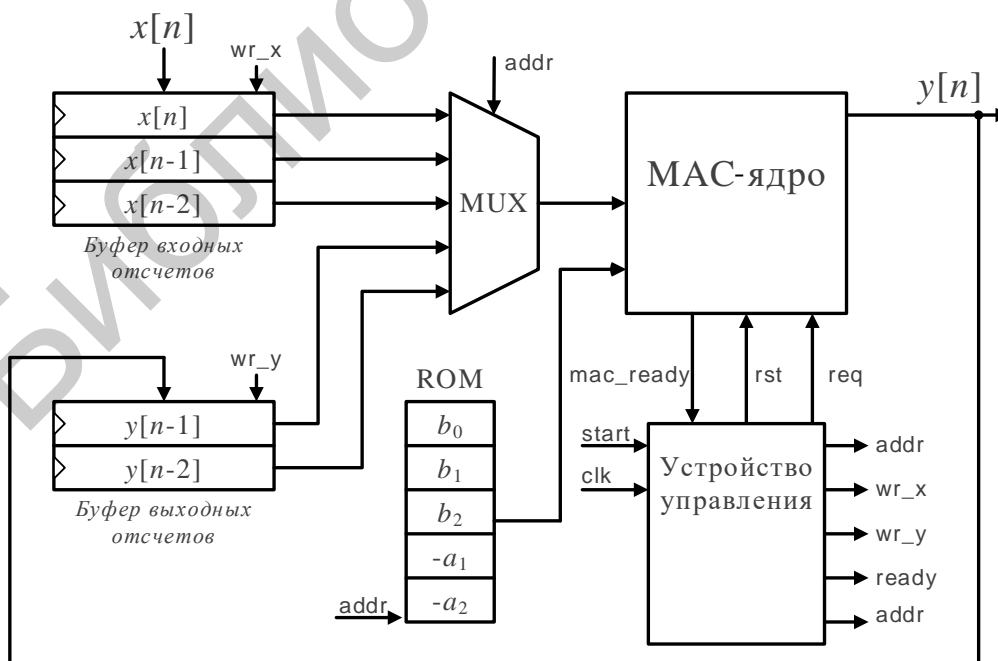 x[n]
wr_x
addr
y[n]
x[n]
x[n-1]
x[n-2]
Буфер входных
отсчетов
MUX
MAC-ядро
wr_y
ROM
mac_ready
rst
req
y[n-1]
y[n-2]
Буфер выходных
отсчетов
b0
b1
b2
-a1
-a2
addr
start
clk
Устройство
управления
addr
wr_x
wr_y
ready
addr
Библио